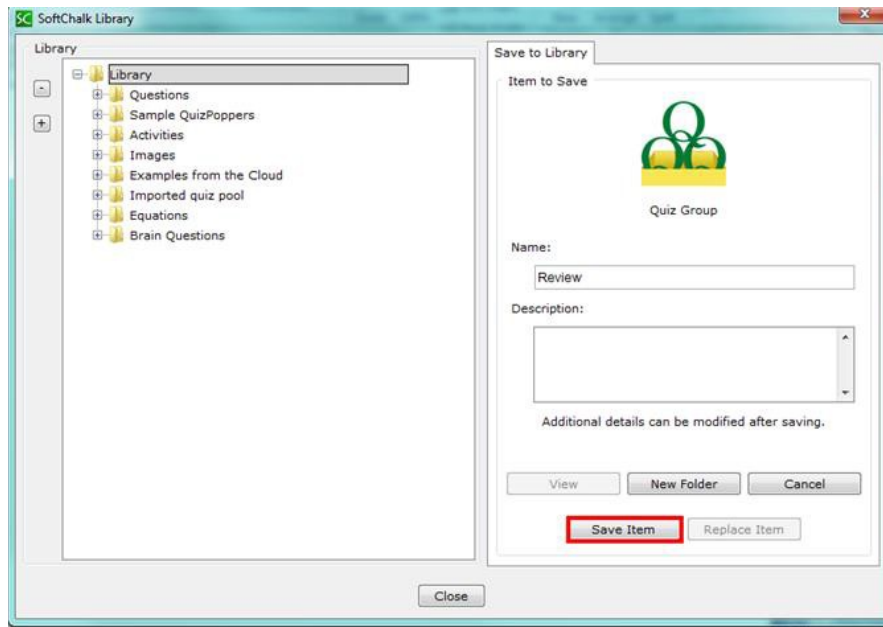 SC SoftChalk Library
Library
-
+
Library
Questions
Sample QuizPoppers
Activities
Images
Examples from the Cloud
Imported quiz pool
Equations
Brain Questions
Save to Library
Item to Save
Quiz Group
Name:
Review
Description:
Additional details can be modified after saving.
View New Folder Cancel
Save Item Replace Item
Close